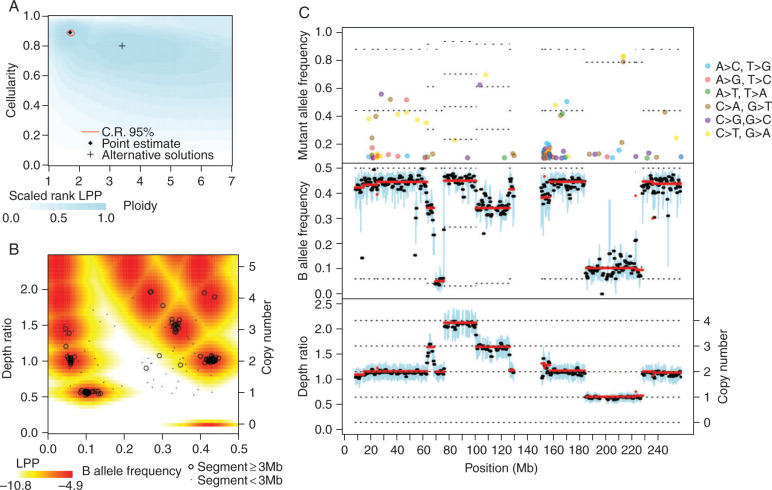 A
Cellularity
1.0
0.8
0.6
0.4
0.2
0.0
C.R. 95%
Point estimate
Alternative solutions
1 2 3 4 5 6 7
Scaled rank LPP
0.0 0.5 1.0
Ploidy
B
Depth ratio
2.0
1.5
1.0
0.5
0.0
5
4
3
2
1
0
Copy number
0.0 0.1 0.2 0.3 0.4 0.5
LPP
−10.8 −4.9
B allele frequency
Segment ≥ 3Mb
Segment < 3Mb
C
Mutant allele frequency
1.0
0.8
0.6
0.4
0.2
A>C, T>G
A>G, T>C
A>T, T>A
C>A, G>T
C>G,G>C
C>T, G>A
B allele frequency
0.5
0.4
0.3
0.2
0.1
0.0
Depth ratio
2.5
2.0
1.5
1.0
0.5
0.0
4
3
2
1
0
Copy number
0 20 40 60 80 100 120 140 160 180 200 220 240
Position (Mb)